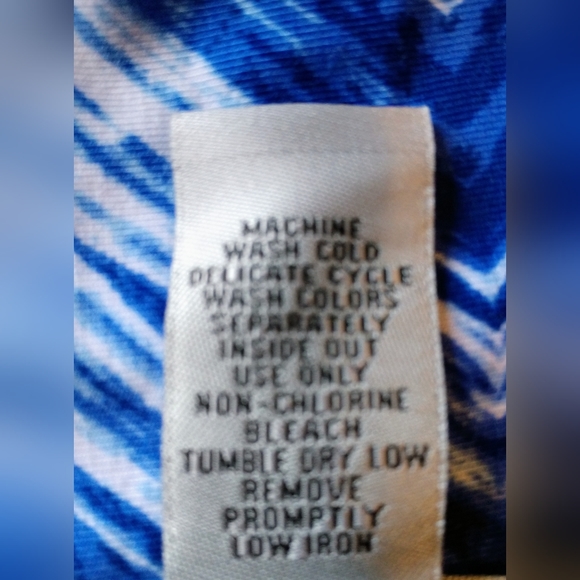 MACHINE
WASH COLD
DELICATE CYCLE
WASH COLORS
SEPARATELY
INSIDE OUT
USE ONLY
NON-CHLORINE
BLEACH
TUMBLE DRY LOW
REMOVE
PROMPTLY
LOW IRON